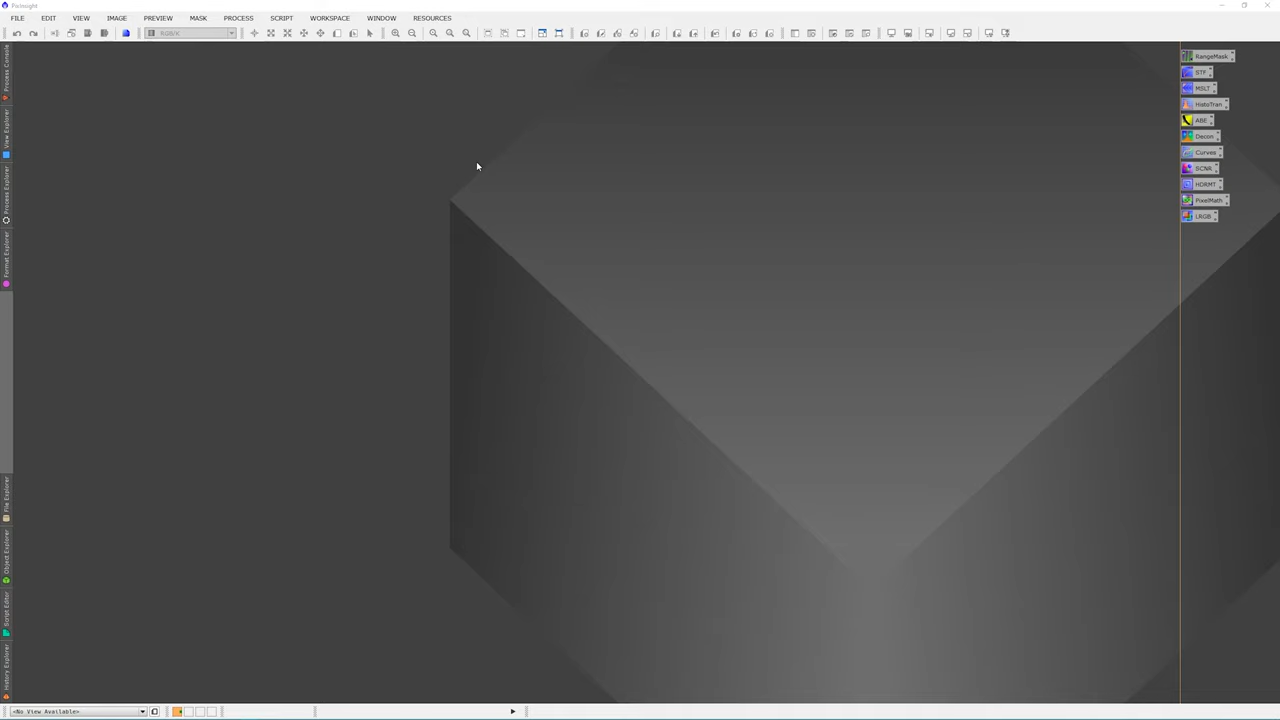 PixInsight
FILE EDIT VIEW IMAGE PREVIEW MASK PROCESS SCRIPT WORKSPACE WINDOW RESOURCES
RGB/K
Process Console
View Explorer
Process Explorer
Format Explorer
File Explorer
Object Explorer
Script Editor
History Explorer
RangeMask
STF
MSLT
HistoTran
ABE
Decon
Curves
SCNR
HDRMT
PixelMath
LRGB
<No View Available>